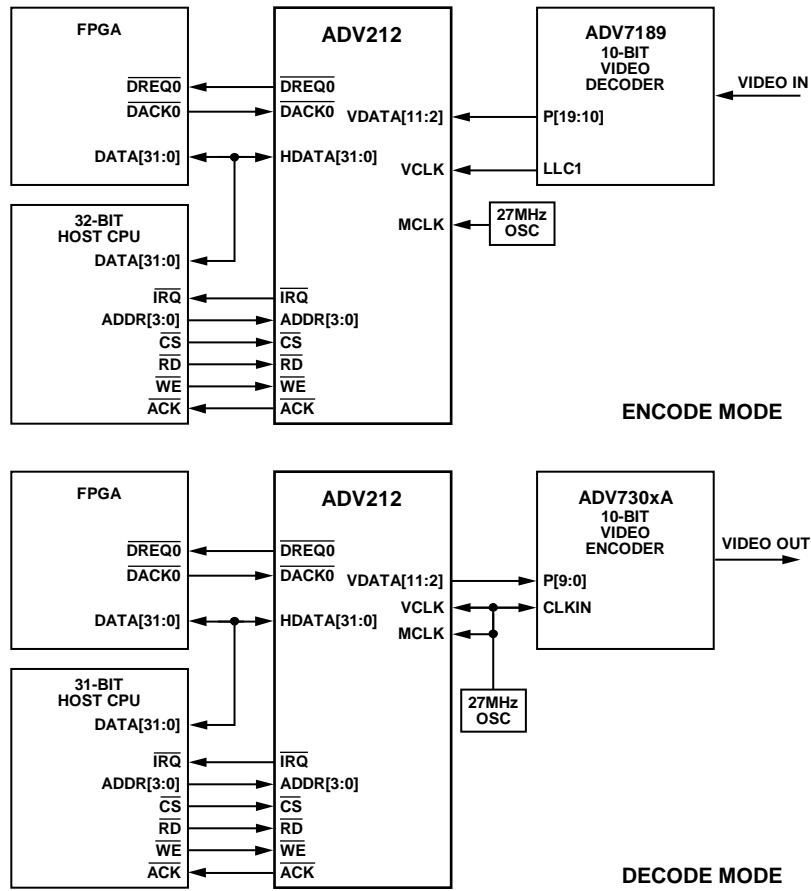 FPGA
DREQ0
DACK0
DATA[31:0]
32-BIT
HOST CPU
DATA[31:0]
IRQ
ADDR[3:0]
CS
RD
WE
ACK
ADV212
DREQ0
DACK0
HDATA[31:0]
IRQ
ADDR[3:0]
CS
RD
WE
ACK
VDATA[11:2]
VCLK
MCLK
ADV7189
10-BIT
VIDEO
DECODER
P[19:10]
LLC1
VIDEO IN
27MHz
OSC
ENCODE MODE
FPGA
DREQ0
DACK0
DATA[31:0]
31-BIT
HOST CPU
DATA[31:0]
IRQ
ADDR[3:0]
CS
RD
WE
ACK
ADV212
DREQ0
DACK0
HDATA[31:0]
IRQ
ADDR[3:0]
CS
RD
WE
ACK
VDATA[11:2]
VCLK
MCLK
ADV730xA
10-BIT
VIDEO
ENCODER
P[9:0]
CLKIN
VIDEO OUT
27MHz
OSC
DECODE MODE